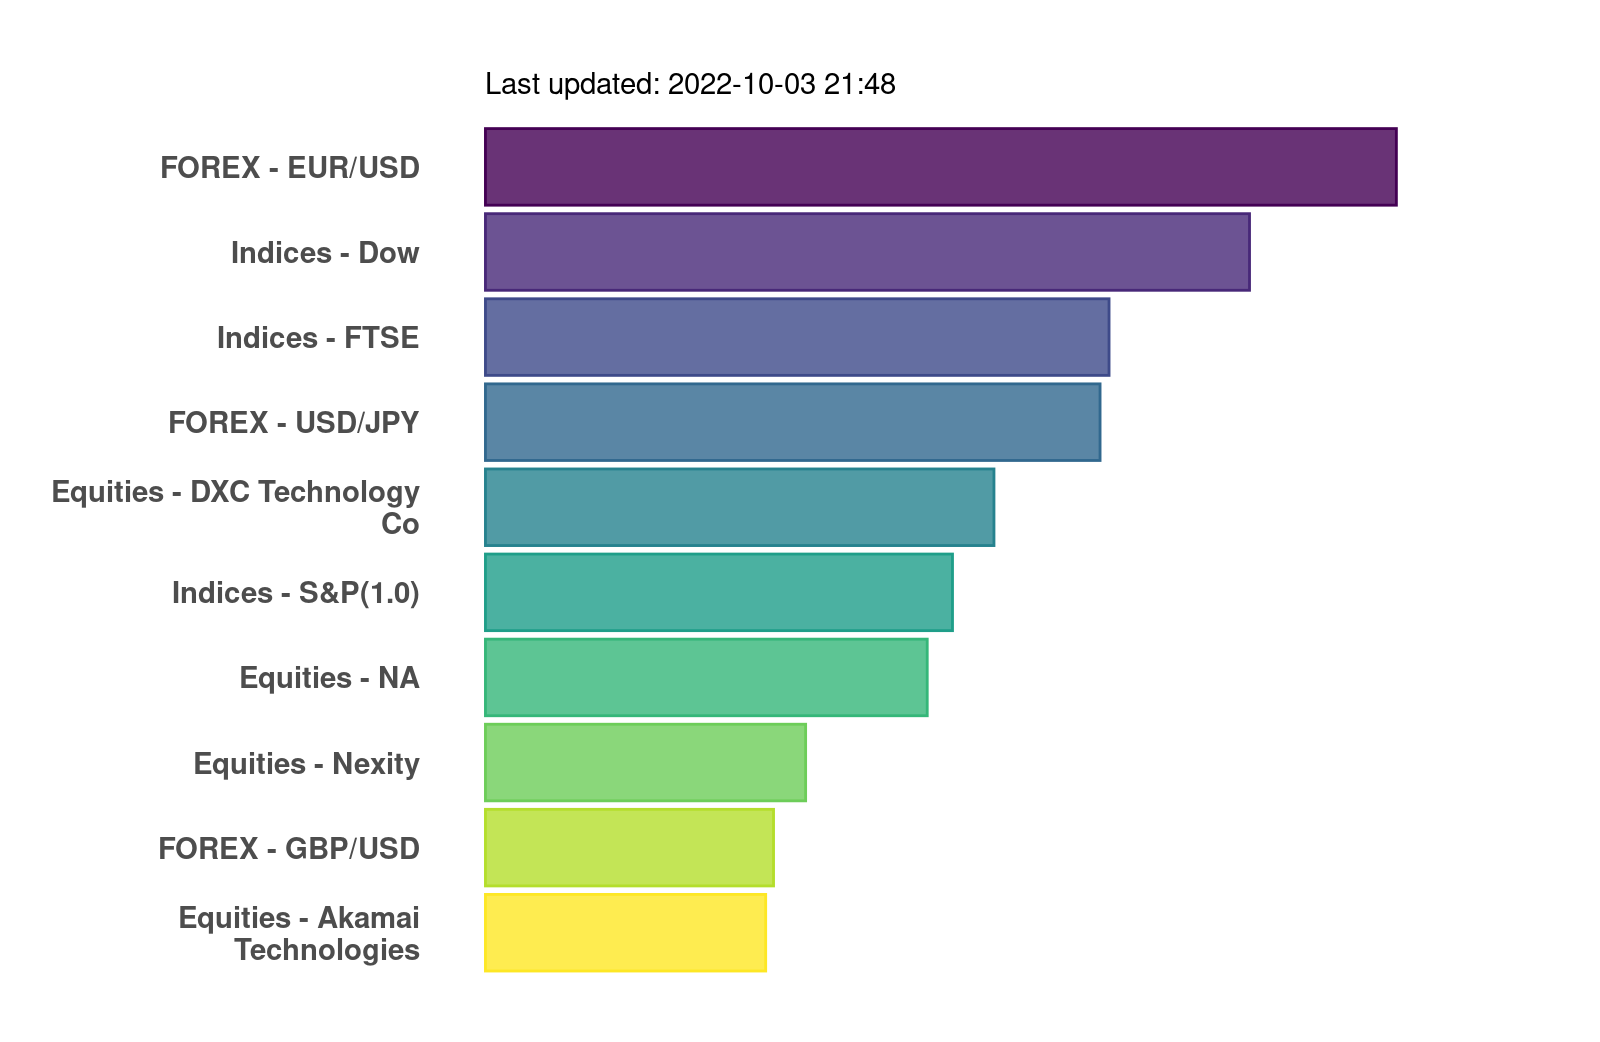 Last updated: 2022-10-03 21:48
FOREX - EUR/USD
Indices - Dow
Indices - FTSE
FOREX - USD/JPY
Equities - DXC Technology
Co
Indices - S&P(1.0)
Equities - NA
Equities - Nexity
FOREX - GBP/USD
Equities - Akamai
Technologies